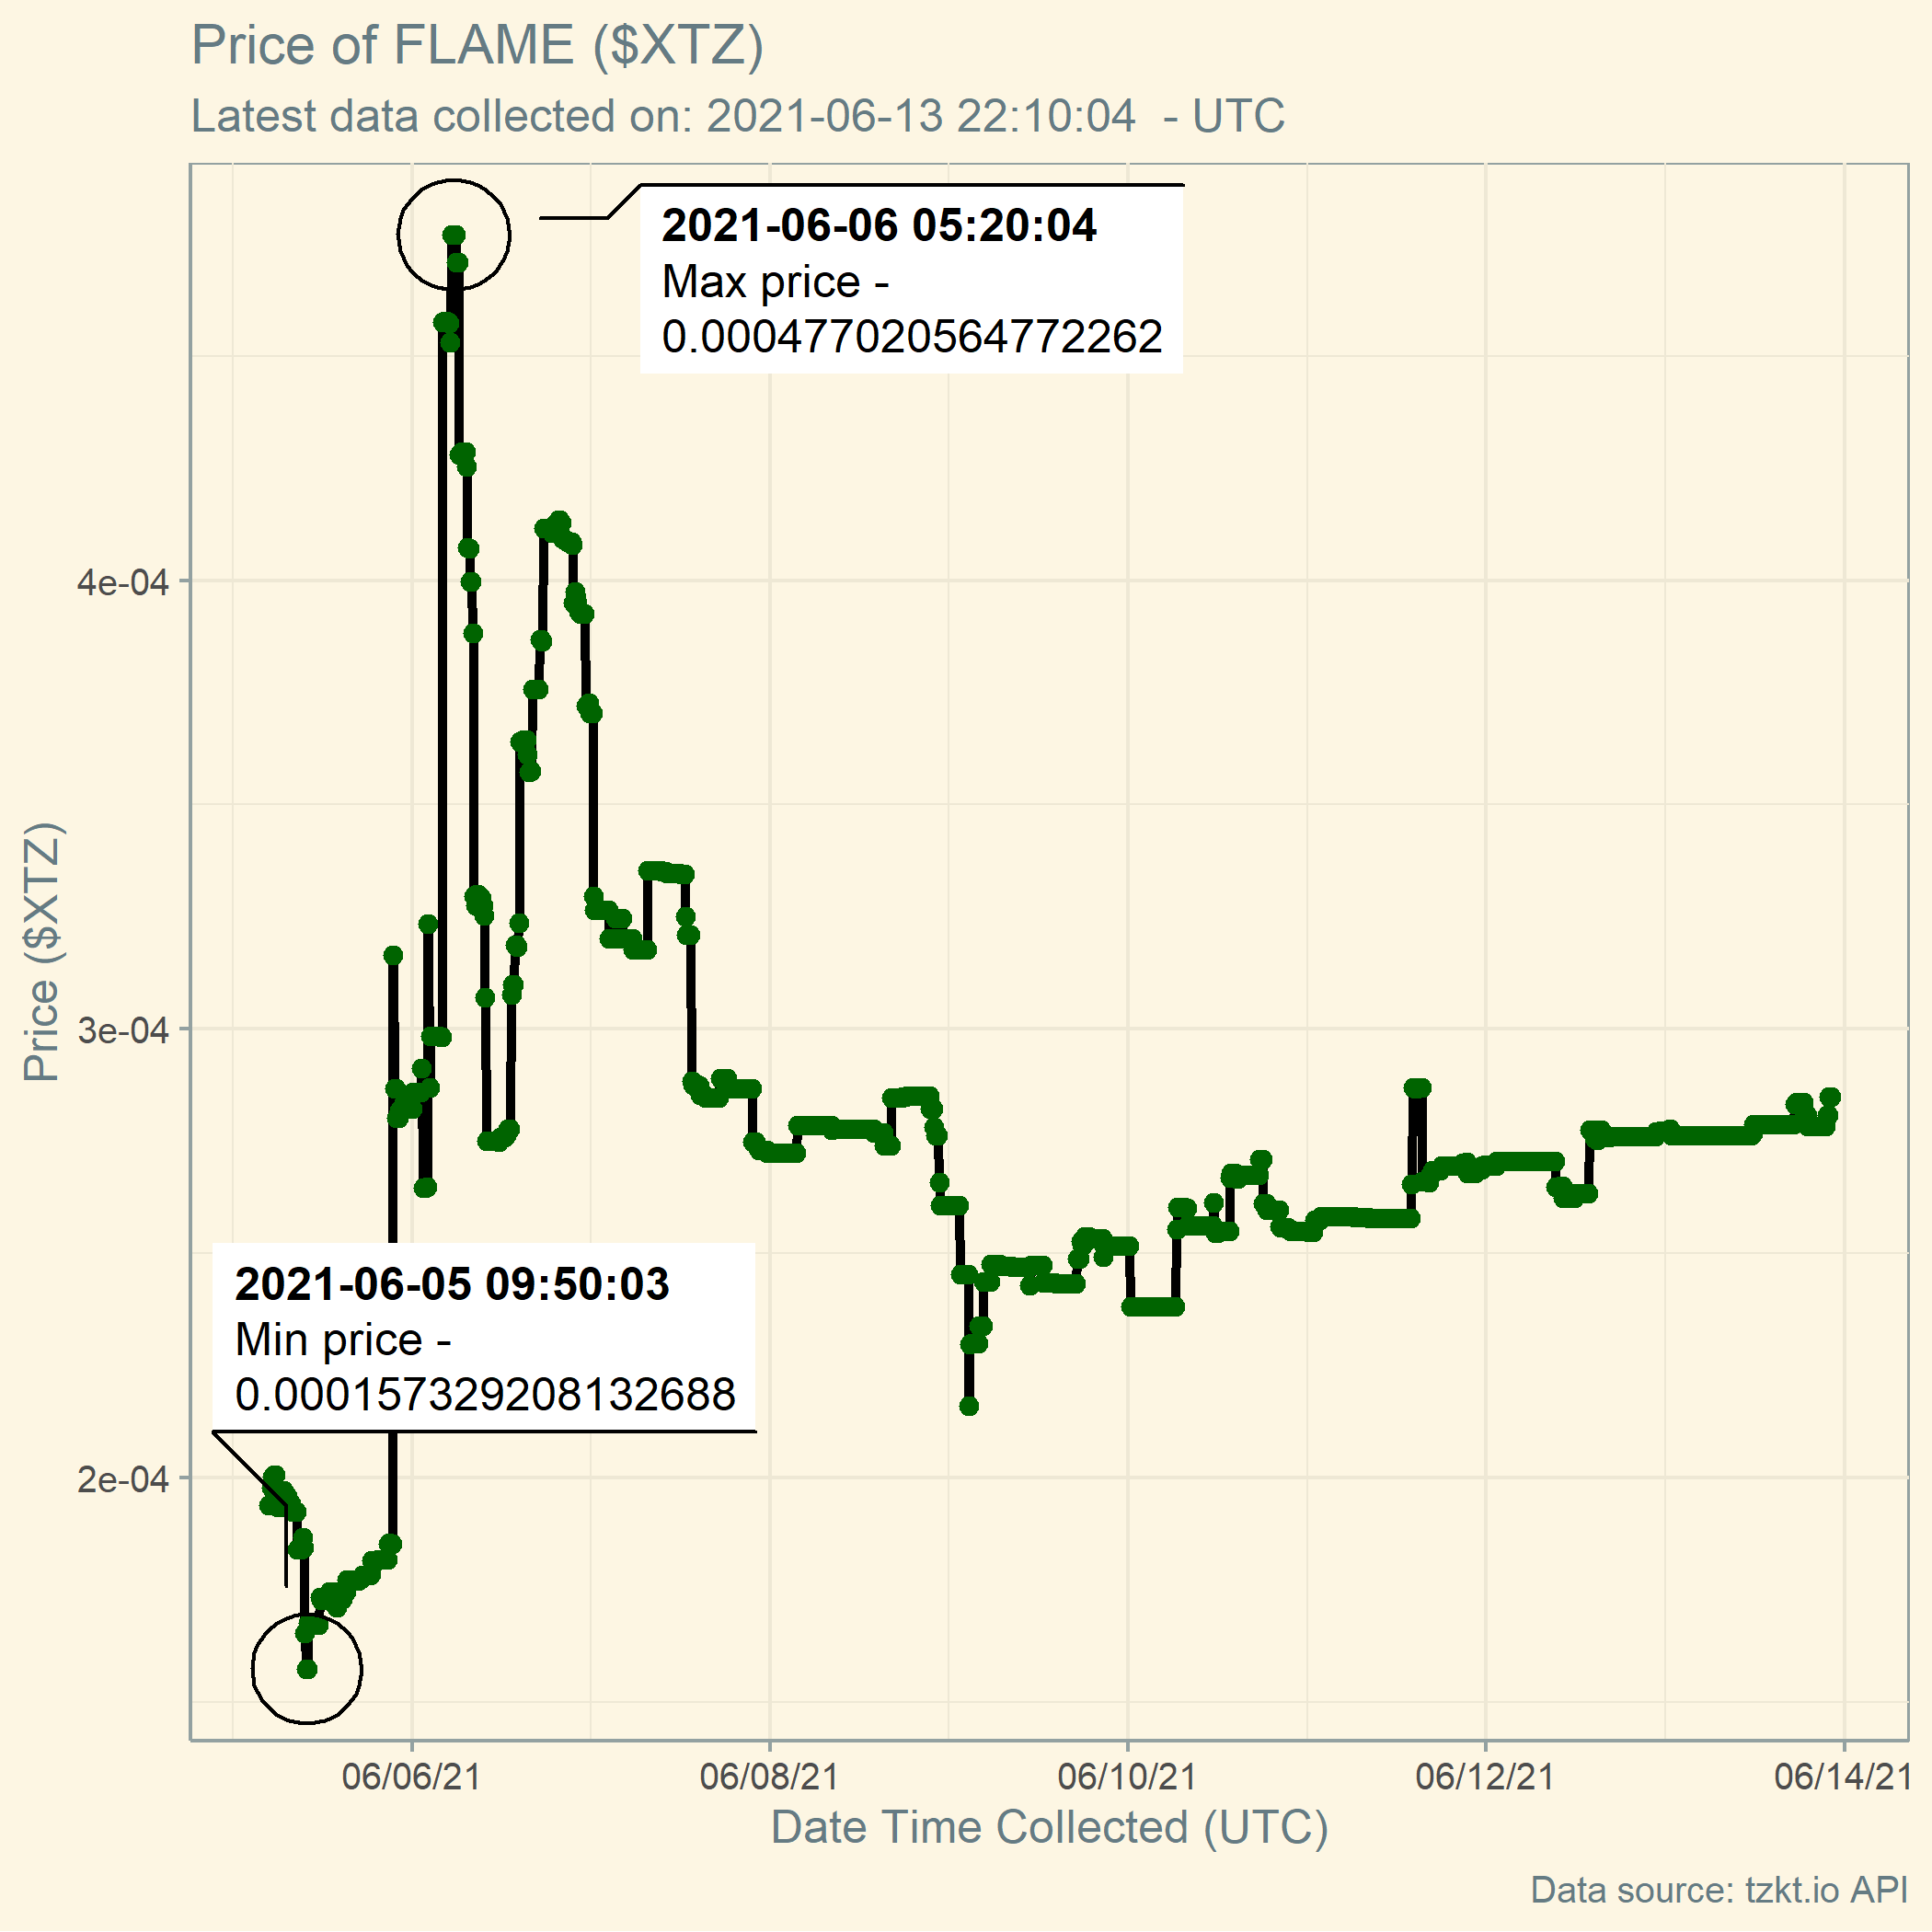 Price of FLAME ($XTZ)
Latest data collected on: 2021-06-13 22:10:04  - UTC
2021-06-06 05:20:04
Max price -
0.000477020564772262
4e-04
3e-04
2e-04
Price ($XTZ)
2021-06-05 09:50:03
Min price -
0.000157329208132688
06/06/21
06/08/21
06/10/21
06/12/21
06/14/21
Date Time Collected (UTC)
Data source: tzkt.io API